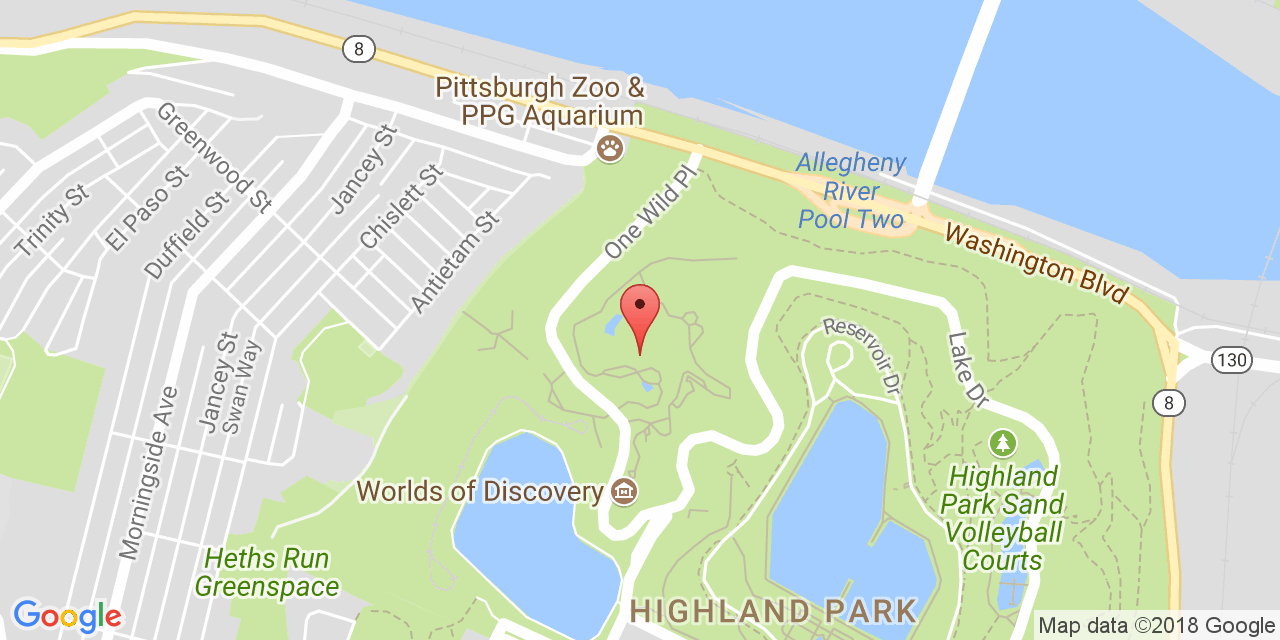 8
Pittsburgh Zoo &
PPG Aquarium
Greenwood St
Jancey St
Trinity St
El Paso St
Duffield St
Chislett St
Antietam St
One Wild Pl
Allegheny
River
Pool Two
Washington Blvd
Reservoir Dr
Lake Dr
130
8
Jancey St
Swan Way
Morningside Ave
Worlds of Discovery
Highland
Park Sand
Volleyball
Courts
Heths Run
Greenspace
HIGHLAND PARK
Google
Map data ©2018 Google